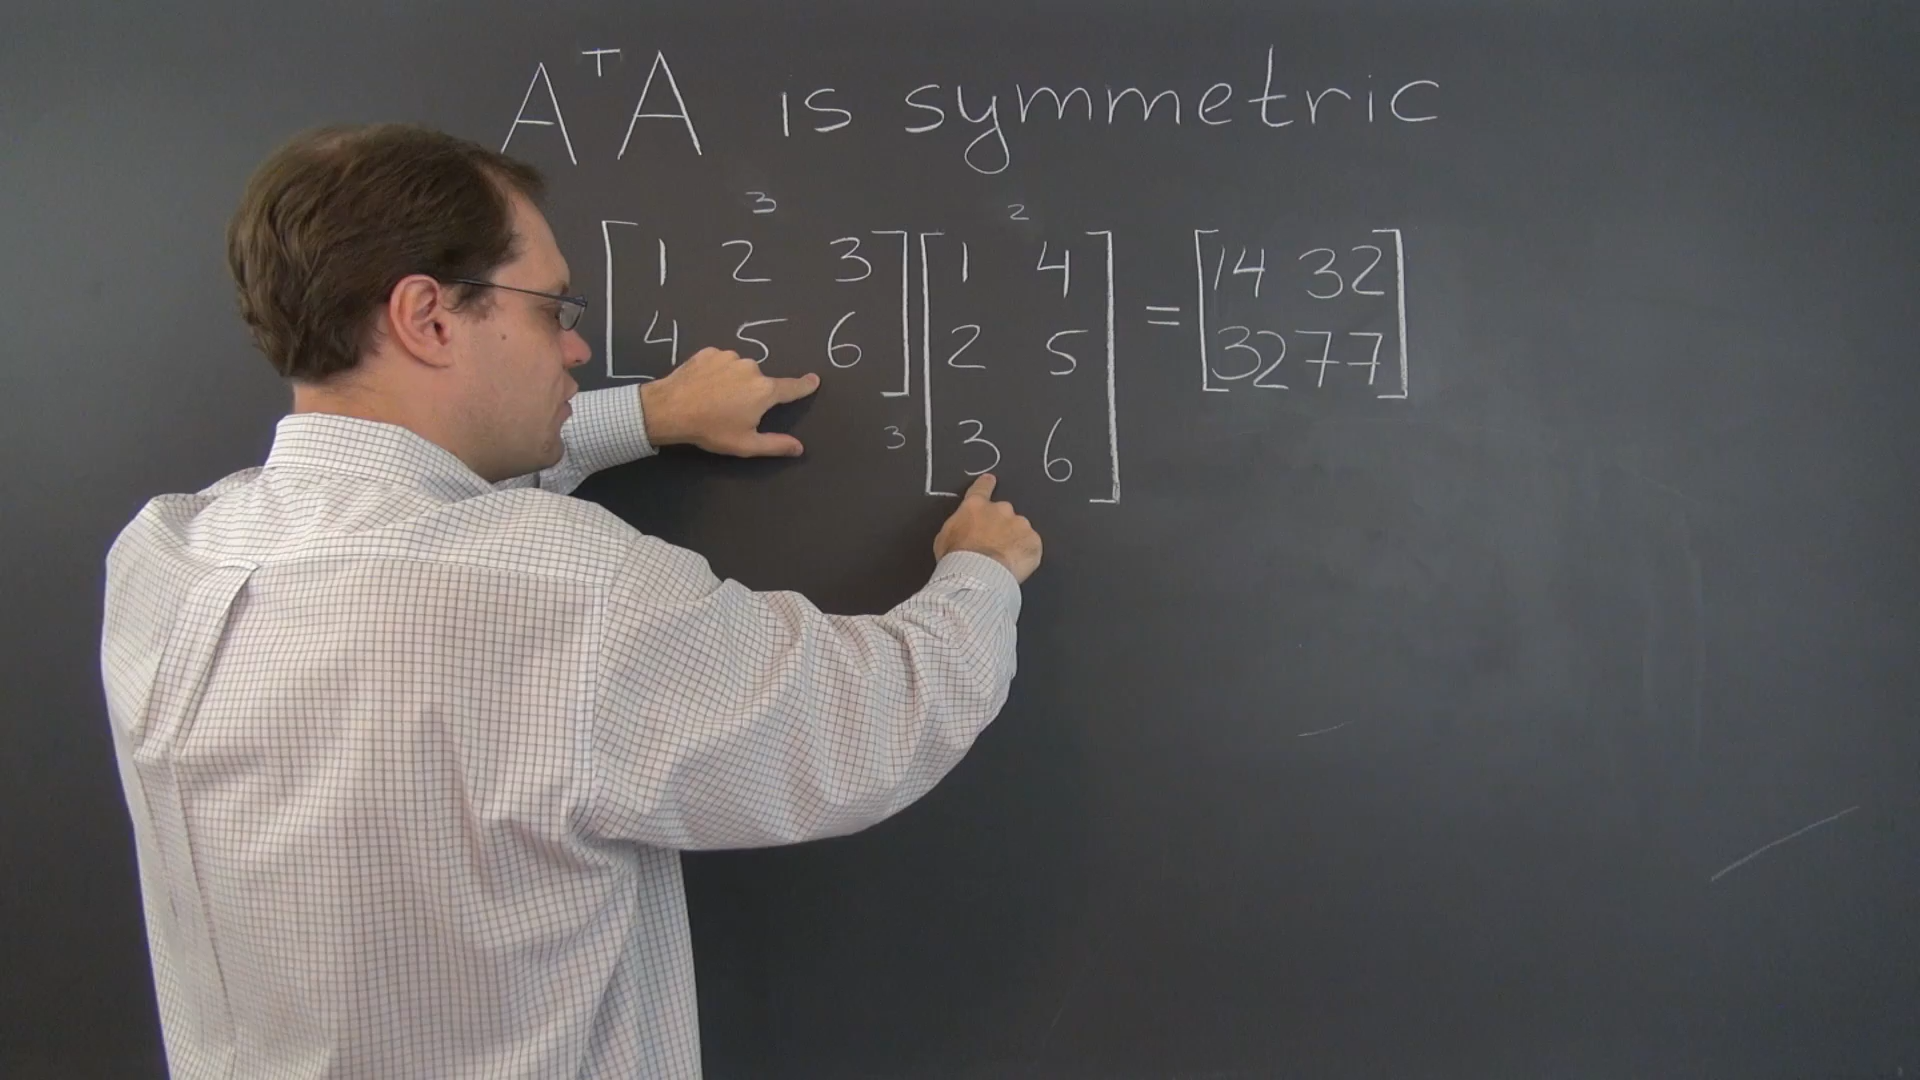 AᵀA is symmetric
3 2
[1 2 3] [1 4] = [14 32]
[4 5 6] [2 5] [32 77]
3 [3 6]